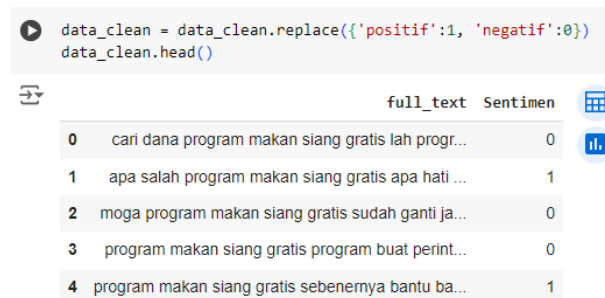 data_clean = data_clean.replace({'positif':1, 'negatif':0})
data_clean.head()
full_text Sentimen
0 cari dana program makan siang gratis lah progr... 0
1 apa salah program makan siang gratis apa hati ... 1
2 moga program makan siang gratis sudah ganti ja... 0
3 program makan siang gratis program buat perint... 0
4 program makan siang gratis sebenernya bantu ba... 1